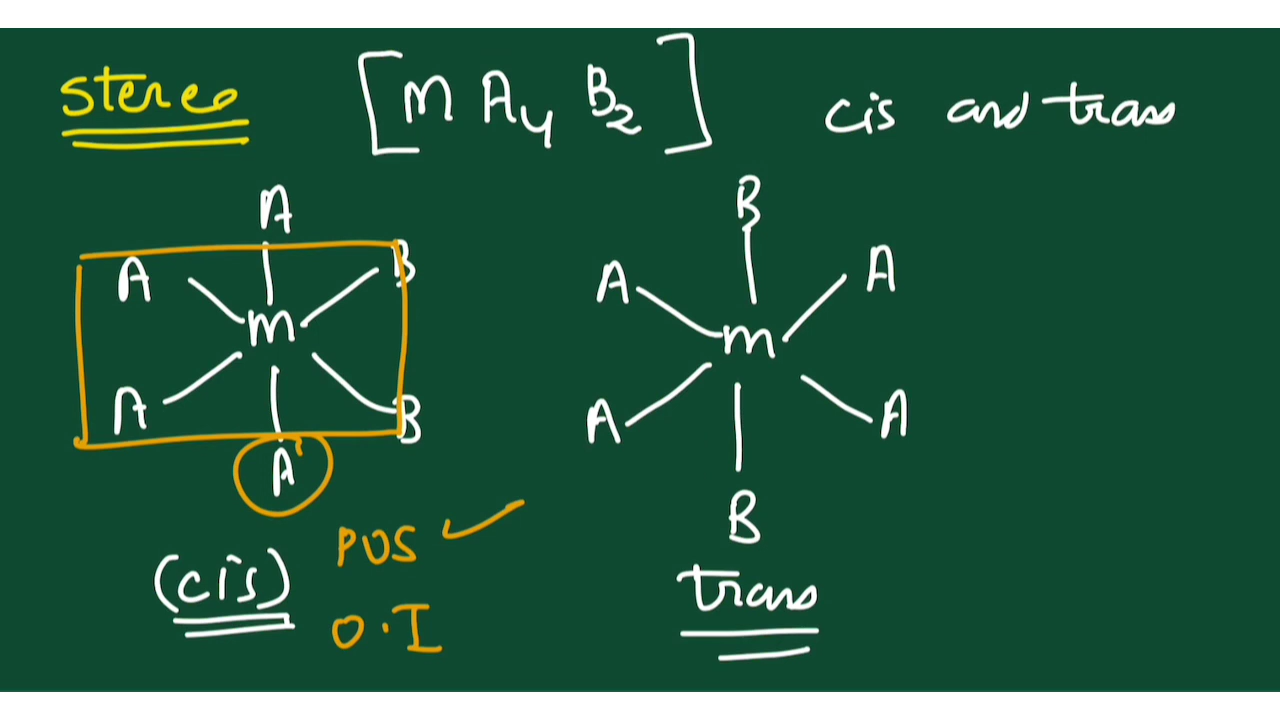 stereo [M A4 B2] cis and trans
A B
A B A A
M M
A B A A
A B
(cis) POS trans
O.I